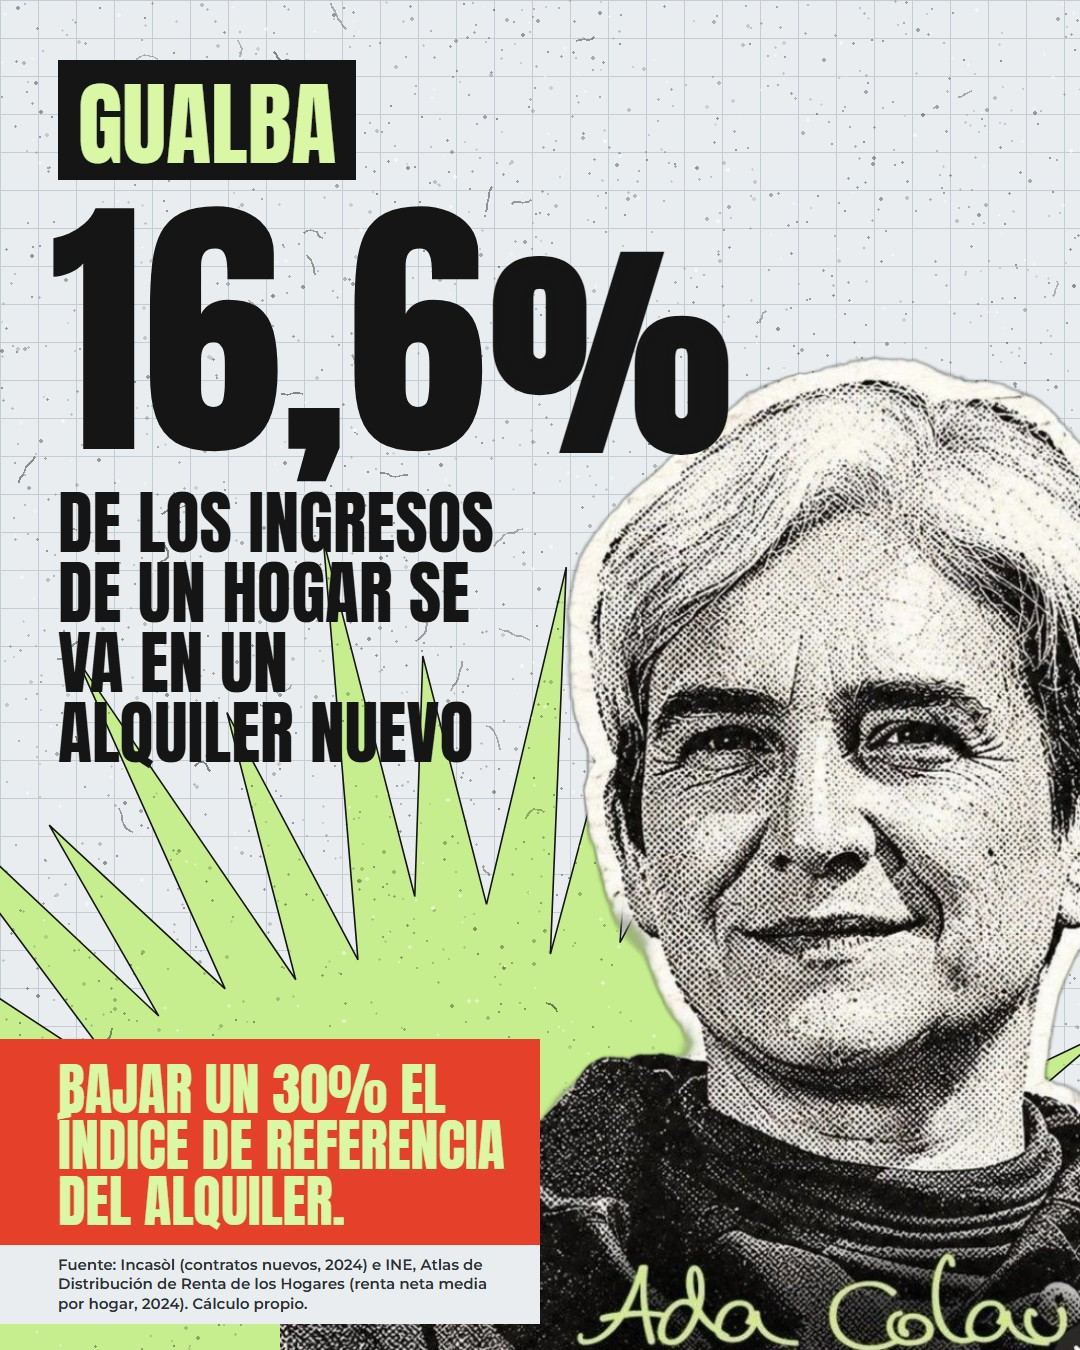 GUALBA
16,6%
DE LOS INGRESOS
DE UN HOGAR SE
VA EN UN
ALQUILER NUEVO
BAJAR UN 30% EL
ÍNDICE DE REFERENCIA
DEL ALQUILER.
Fuente: Incasòl (contratos nuevos, 2024) e INE, Atlas de
Distribución de Renta de los Hogares (renta neta media
por hogar, 2024). Cálculo propio.
Ada Colau